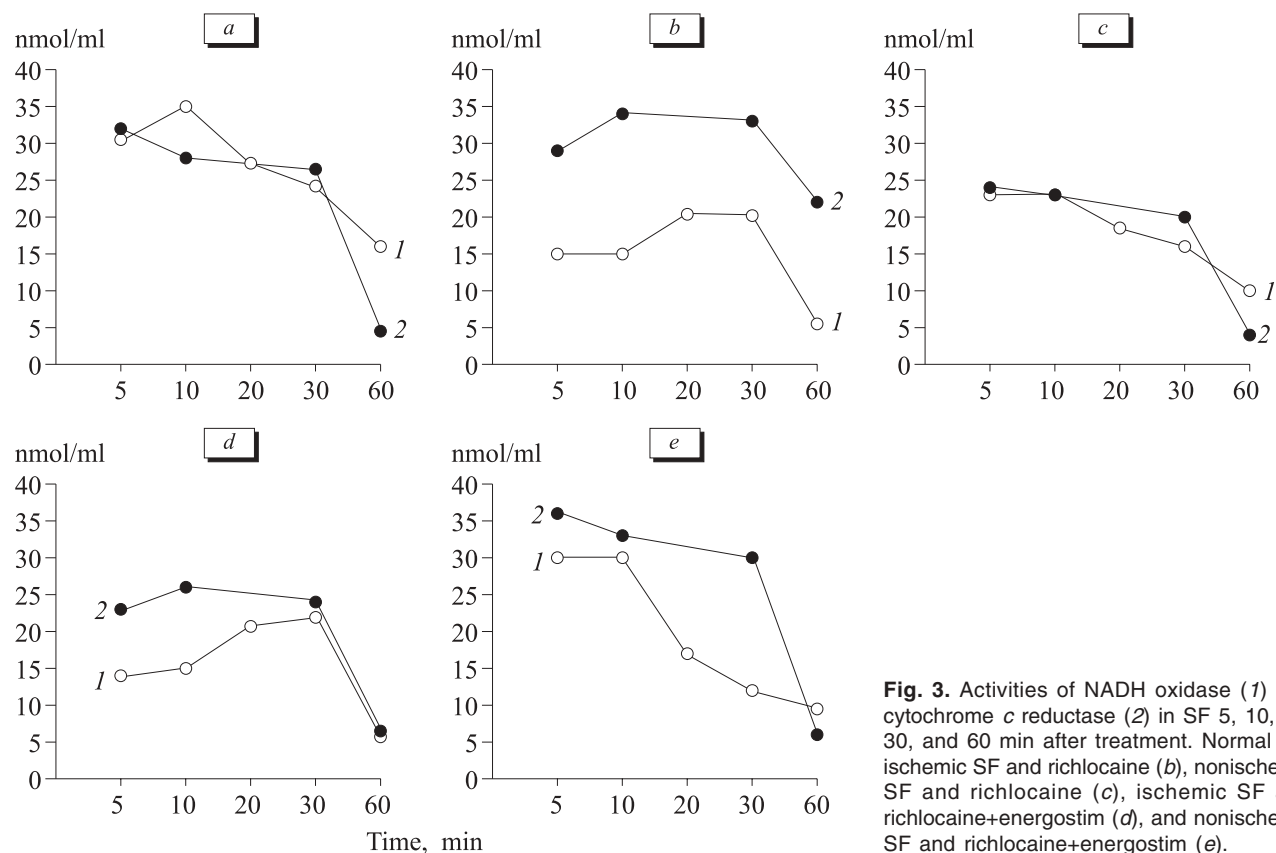 a
nmol/ml
40
35
30
25
20
15
10
5
0
1
2
5 10 20 30 60
b
nmol/ml
40
35
30
25
20
15
10
5
0
2
1
5 10 20 30 60
c
nmol/ml
40
35
30
25
20
15
10
5
0
1
2
5 10 20 30 60
d
nmol/ml
40
35
30
25
20
15
10
5
0
2
1
5 10 20 30 60
e
nmol/ml
40
35
30
25
20
15
10
5
0
2
1
5 10 20 30 60
Time, min
Fig. 3. Activities of NADH oxidase (1)
cytochrome c reductase (2) in SF 5, 10,
30, and 60 min after treatment. Normal
ischemic SF and richlocaine (b), nonische
SF and richlocaine (c), ischemic SF
richlocaine+energostim (d), and nonische
SF and richlocaine+energostim (e).